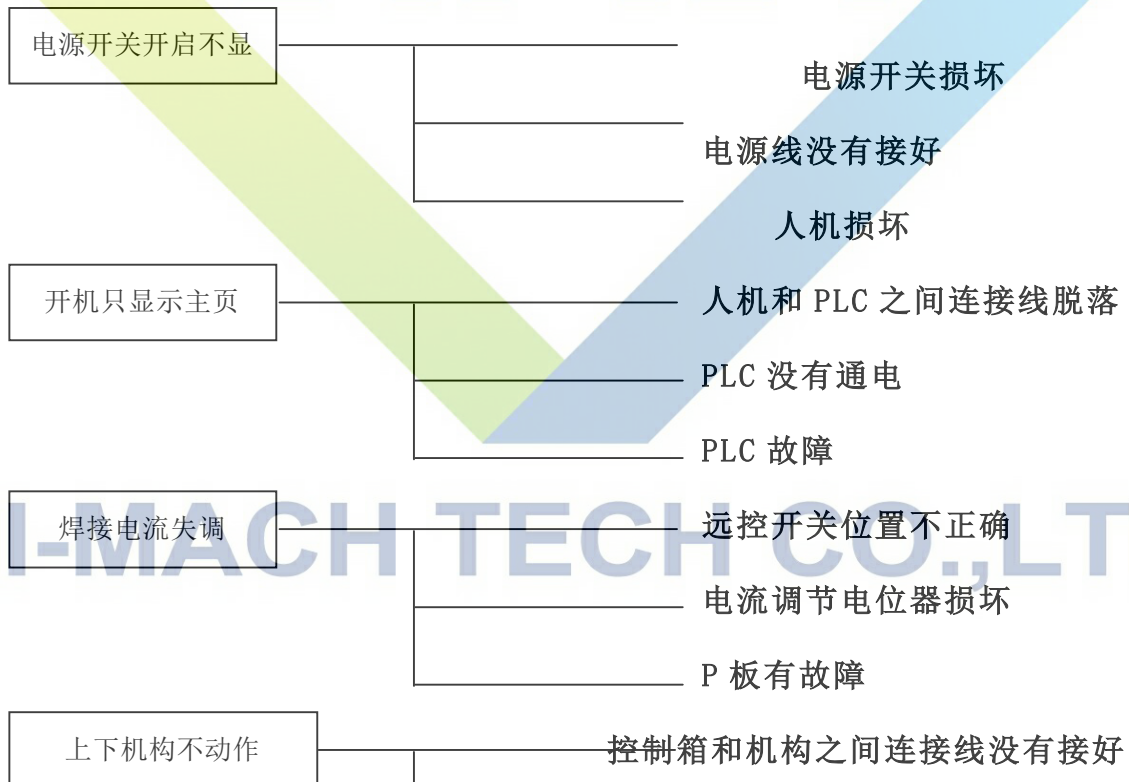 电源开关开启不显
电源开关损坏
电源线没有接好
人机损坏
开机只显示主页
人机和 PLC 之间连接线脱落
PLC 没有通电
PLC 故障
焊接电流失调
远控开关位置不正确
I-MACH TECH CO.,LT
电流调节电位器损坏
P 板有故障
上下机构不动作
控制箱和机构之间连接线没有接好